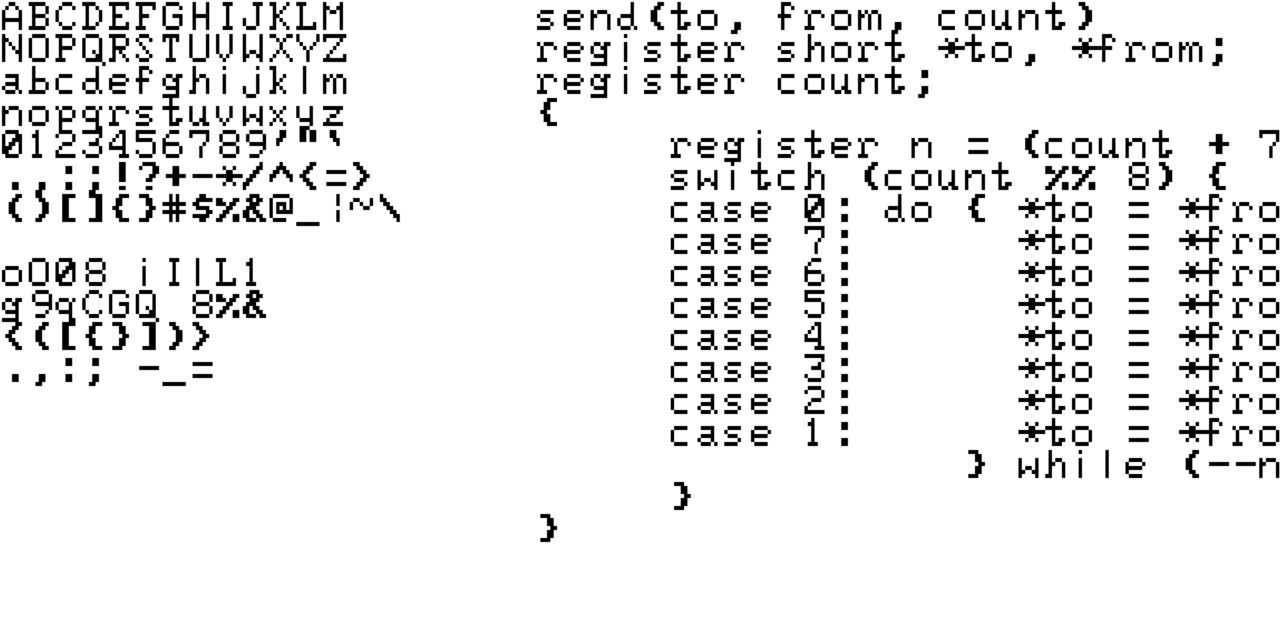 ABCDEFGHIJKLM
NOPQRSTUVWXYZ
abcdefghijklm
nopqrstuvwxyz
0123456789'"`
.,:;!?+-*/^<=>
()[]{}#$%&@_¦~\
oO08 iIlL1
g9qCGQ 8%&
<([{}])>
.,:; -_=
send(to, from, count)
register short *to, *from;
register count;
{
register n = (count + 7
switch (count %% 8) {
case 0: do { *to = *fro
case 7: *to = *fro
case 6: *to = *fro
case 5: *to = *fro
case 4: *to = *fro
case 3: *to = *fro
case 2: *to = *fro
case 1: *to = *fro
} while (--n
}
}